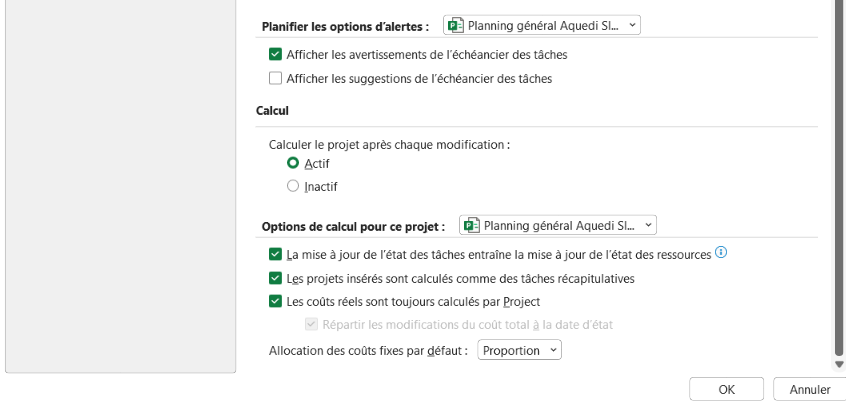 Planifier les options d'alertes : Planning général Aquedi Sl...
Afficher les avertissements de l'échéancier des tâches
Afficher les suggestions de l'échéancier des tâches
Calcul
Calculer le projet après chaque modification :
Actif
Inactif
Options de calcul pour ce projet : Planning général Aquedi Sl...
La mise à jour de l'état des tâches entraîne la mise à jour de l'état des ressources
Les projets insérés sont calculés comme des tâches récapitulatives
Les coûts réels sont toujours calculés par Project
Répartir les modifications du coût total à la date d'état
Allocation des coûts fixes par défaut : Proportion
OK Annuler